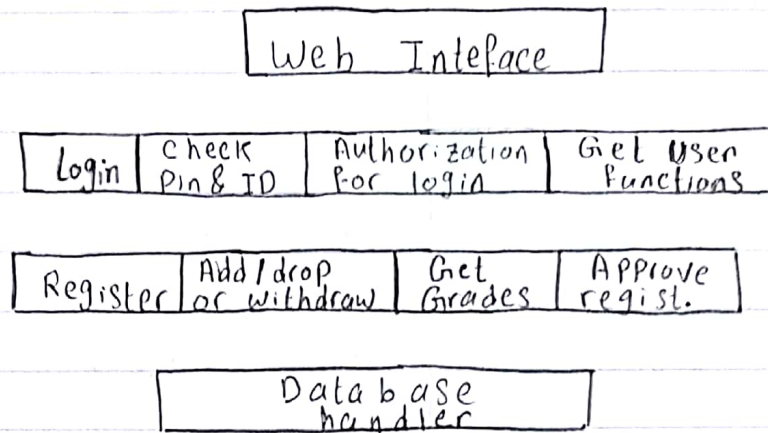 Web Inteface
Login
Check
Pin & ID
Authorization
for login
Get User
functions
Register
Add/drop
or withdraw
Get
Grades
Approve
regist.
Database
handler